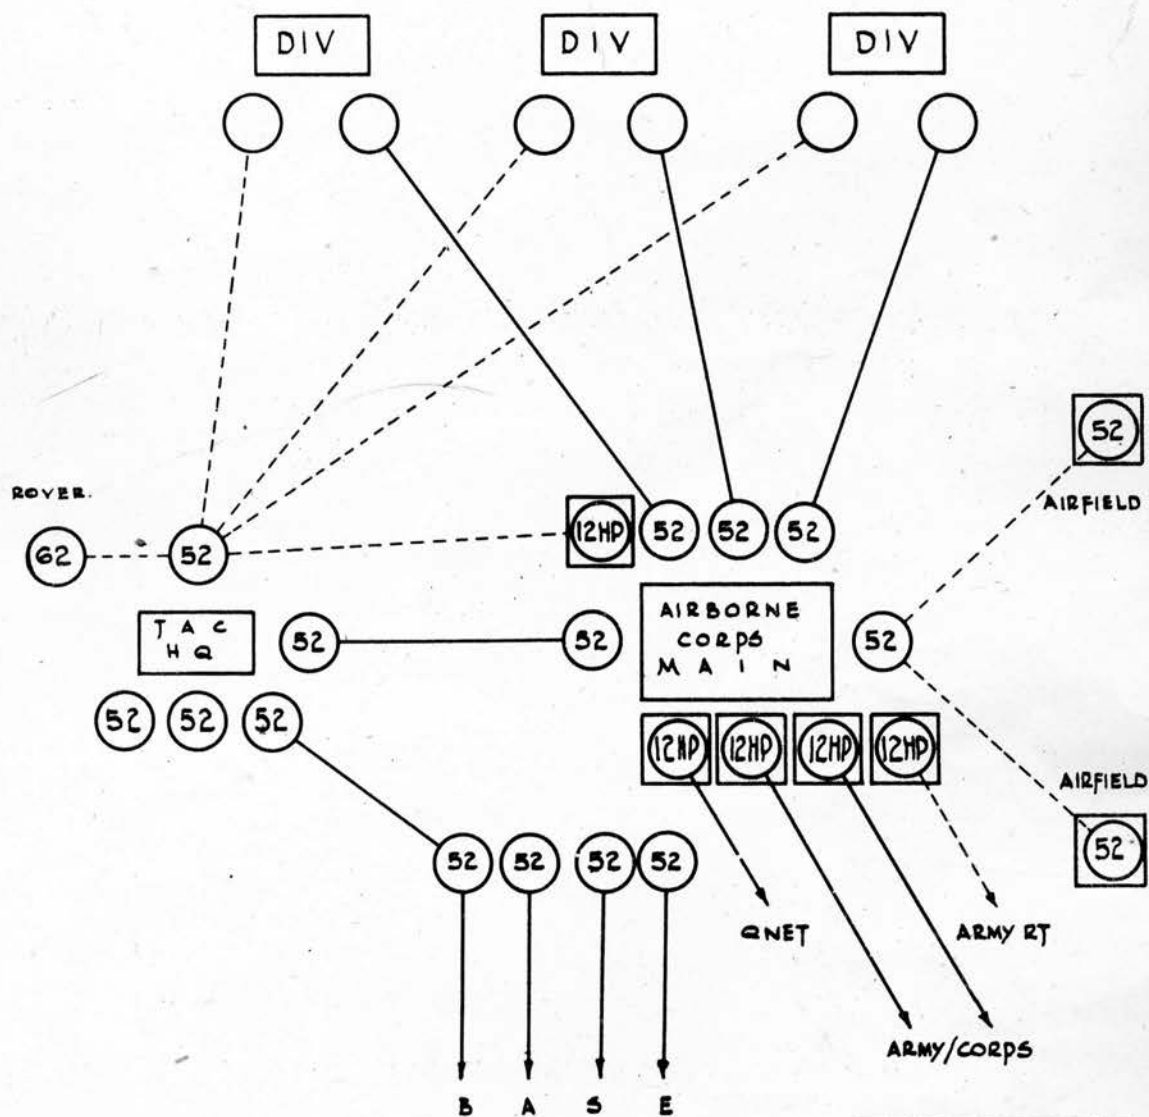 DIV DIV DIV
52
ROVER.
AIRFIELD
62 52 12HP 52 52 52
TAC
HQ
52 52
AIRBORNE
CORPS
MAIN
52
52 52 52
12HP 12HP 12HP 12HP
AIRFIELD
52
52 52 52 52
QNET
ARMY RT
ARMY/CORPS
B A S E